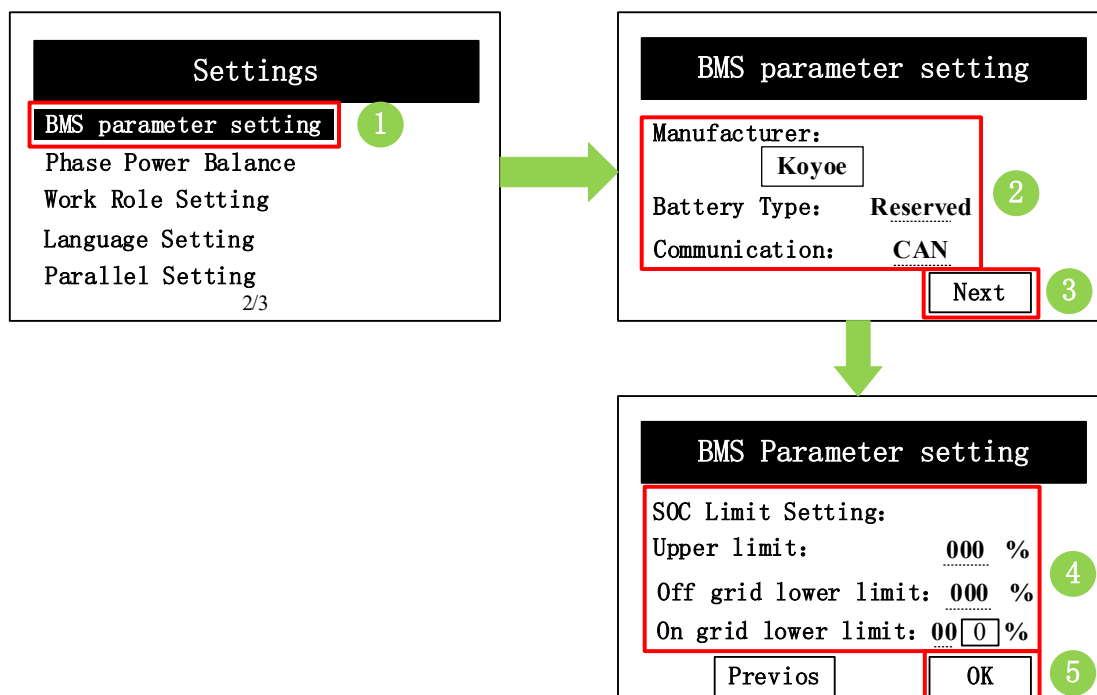 Settings
BMS parameter setting 1
Phase Power Balance
Work Role Setting
Language Setting
Parallel Setting
2/3
BMS parameter setting
Manufacturer:
Koyoe
Battery Type: Reserved
Communication: CAN
2
Next 3
BMS Parameter setting
SOC Limit Setting:
Upper limit: 000 %
Off grid lower limit: 000 %
On grid lower limit: 000%
4
Previos OK 5